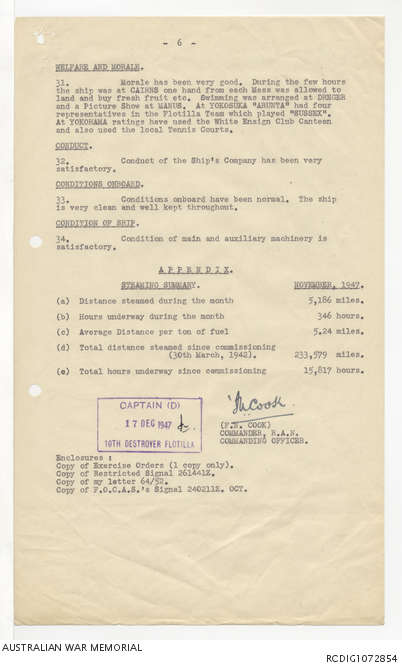 - 6 -
WELFARE AND MORALE.
31. Morale has been very good. During the few hours
the ship was at CAIRNS one hand from each Mess was allowed to
land and buy fresh fruit etc. Swimming was arranged at DREGER
and a Picture Show at MANUS. At YOKOSUKA "ARUNTA" had four
representatives in the Flotilla Team which played "SUSSEX".
At YOKOHAMA ratings have used the White Ensign Club Canteen
and also used the local Tennis Courts.
CONDUCT.
32. Conduct of the Ship's Company has been very
satisfactory.
CONDITIONS ONBOARD.
33. Conditions onboard have been normal. The ship
is very clean and well kept throughout.
CONDITION OF SHIP.
34. Condition of main and auxiliary machinery is
satisfactory.
A P P E N D I X.
STEAMING SUMMARY. NOVEMBER, 1947.
(a) Distance steamed during the month 5,186 miles.
(b) Hours underway during the month 346 hours.
(c) Average Distance per ton of fuel 5.24 miles.
(d) Total distance steamed since commissioning
(30th March, 1942). 233,579 miles.
(e) Total hours underway since commissioning 15,817 hours.
CAPTAIN (D)
17 DEC 1947
10TH DESTROYER FLOTILLA
Cook
(F.N. COOK)
COMMANDER, R.A.N.
COMMANDING OFFICER.
Enclosures :
Copy of Exercise Orders (1 copy only).
Copy of Restricted Signal 261441Z.
Copy of my letter 64/52.
Copy of F.O.C.A.S.'s Signal 240211Z. OCT.
AUSTRALIAN WAR MEMORIAL
RCDIG1072854